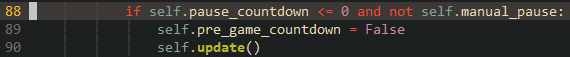 88 if self.pause_countdown <= 0 and not self.manual_pause:
89 self.pre_game_countdown = False
90 self.update()